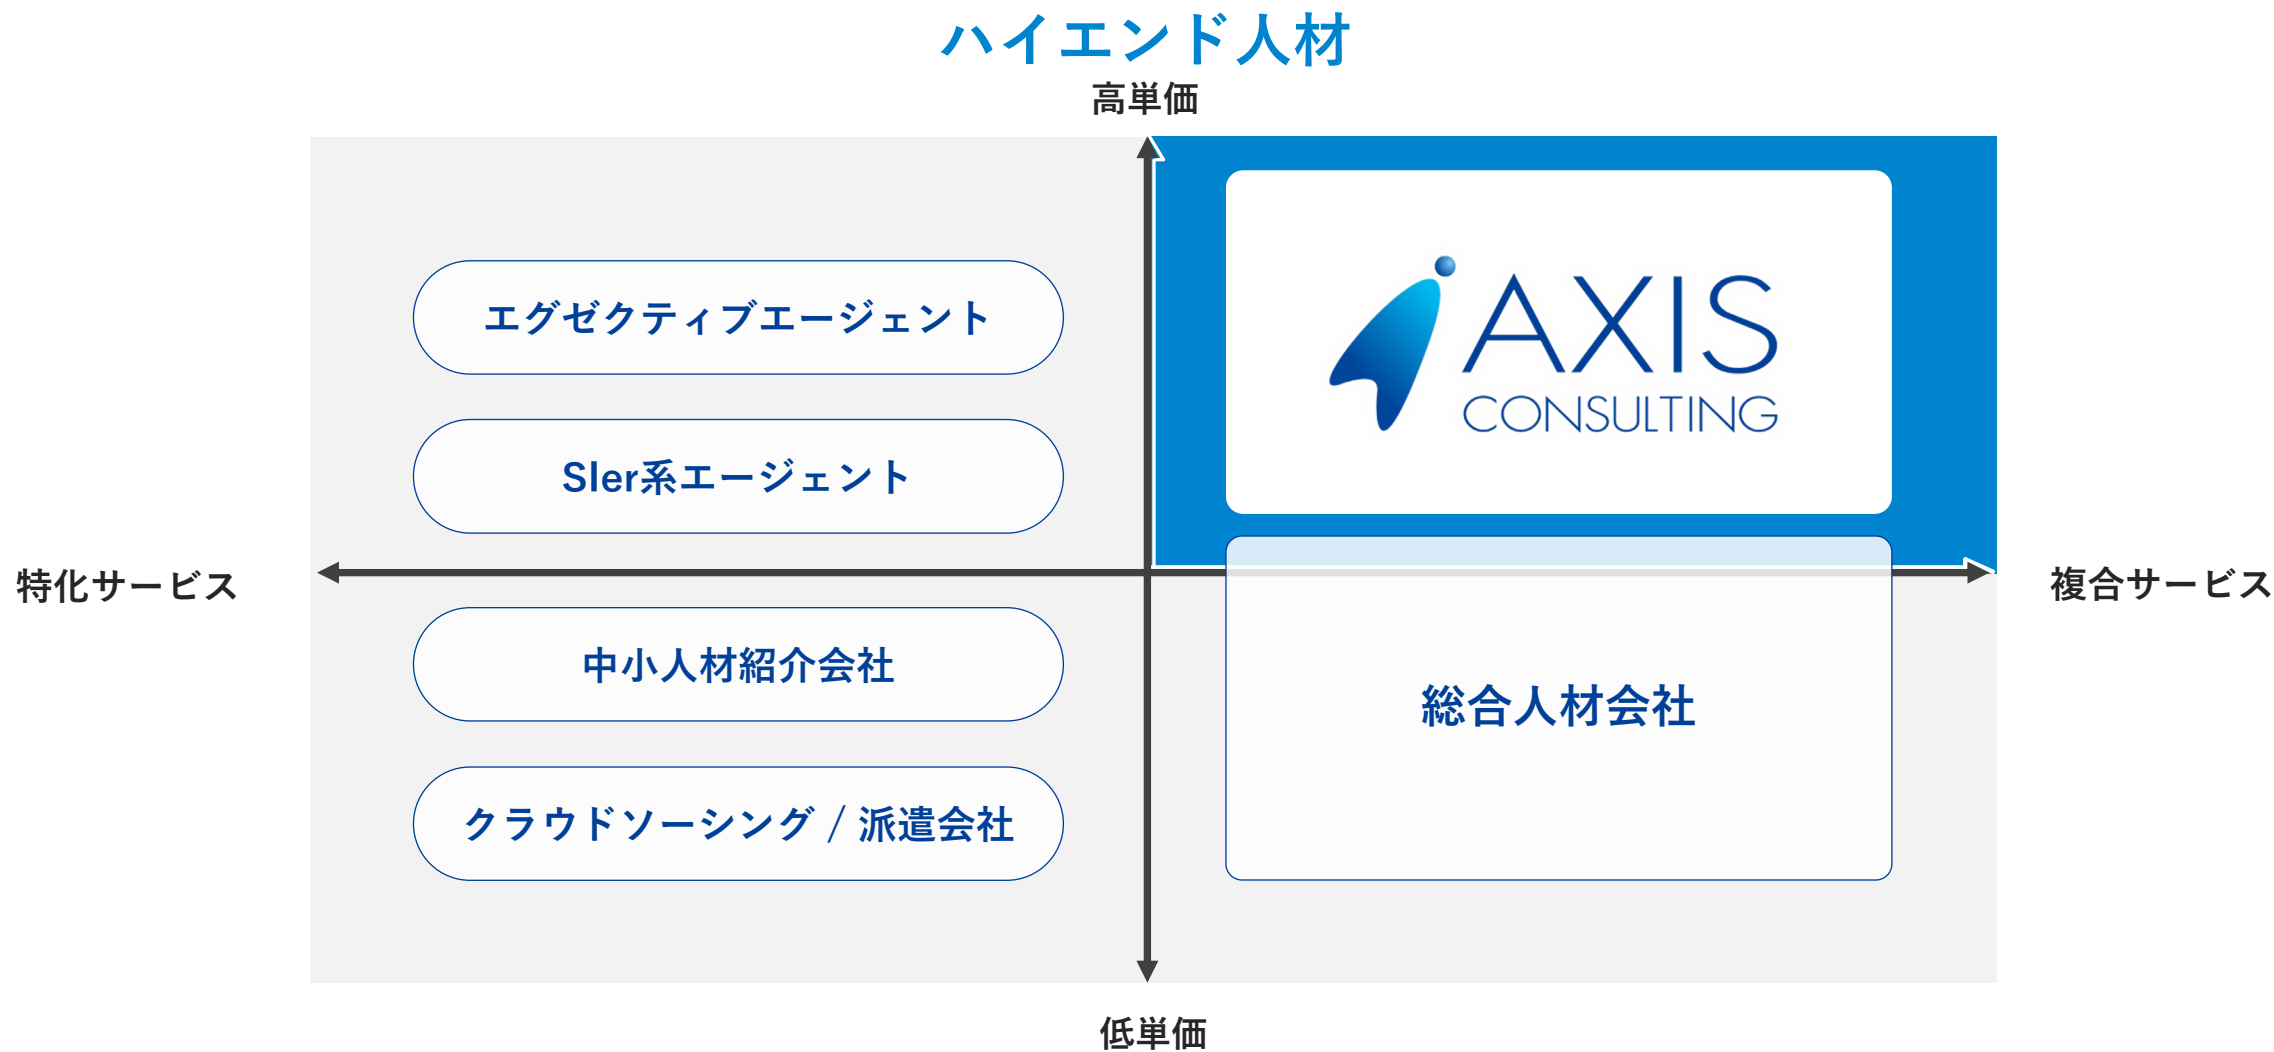 ハイエンド人材
高単価
エグゼクティブエージェント
AXIS
CONSULTING
SIer系エージェント
特化サービス
複合サービス
中小人材紹介会社
総合人材会社
クラウドソーシング / 派遣会社
低単価